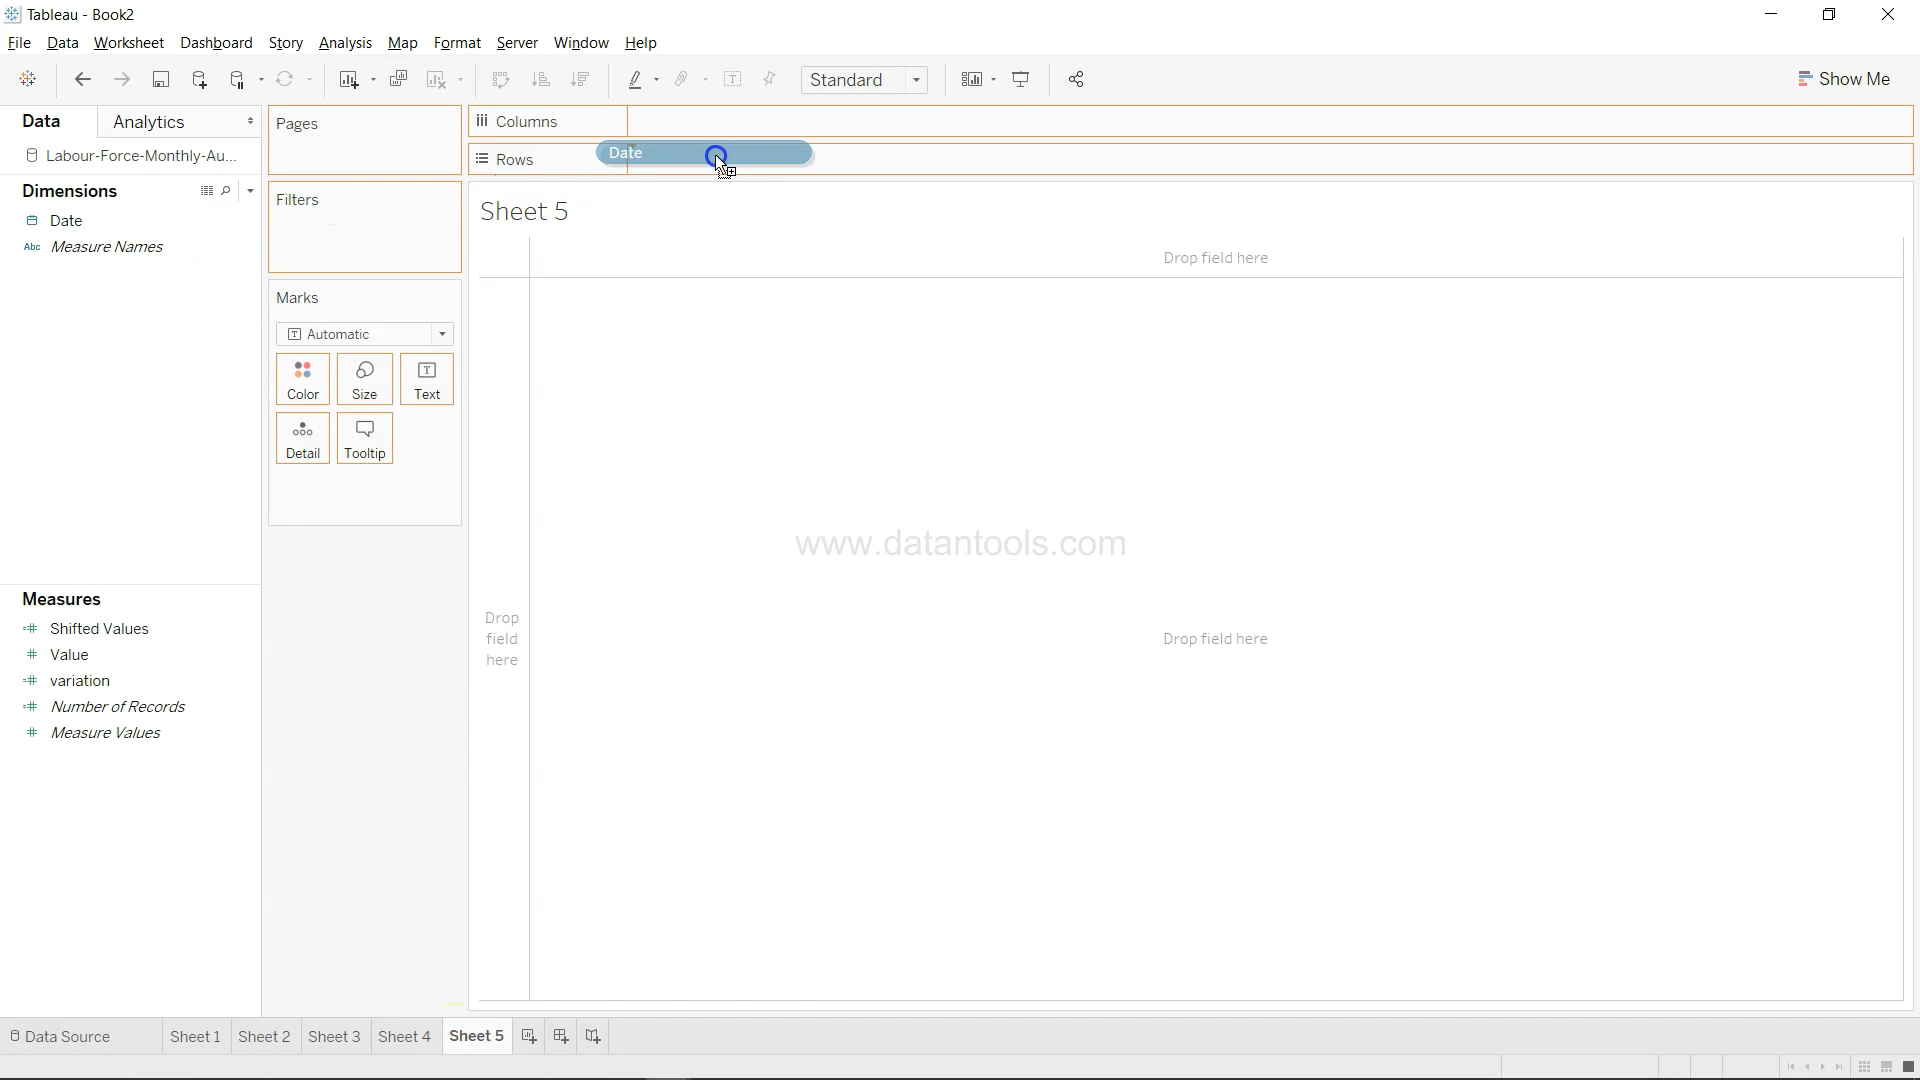 Tableau - Book2
File Data Worksheet Dashboard Story Analysis Map Format Server Window Help
Standard
Show Me
Data Analytics
Labour-Force-Monthly-Au...
Dimensions
Date
Abc Measure Names
Measures
Shifted Values
Value
variation
Number of Records
Measure Values
Pages
Filters
Marks
T Automatic
Color Size Text
Detail Tooltip
Columns
Rows
Date
Sheet 5
Drop field here
Drop
field
here
Drop field here
www.datantools.com
Data Source Sheet 1 Sheet 2 Sheet 3 Sheet 4 Sheet 5